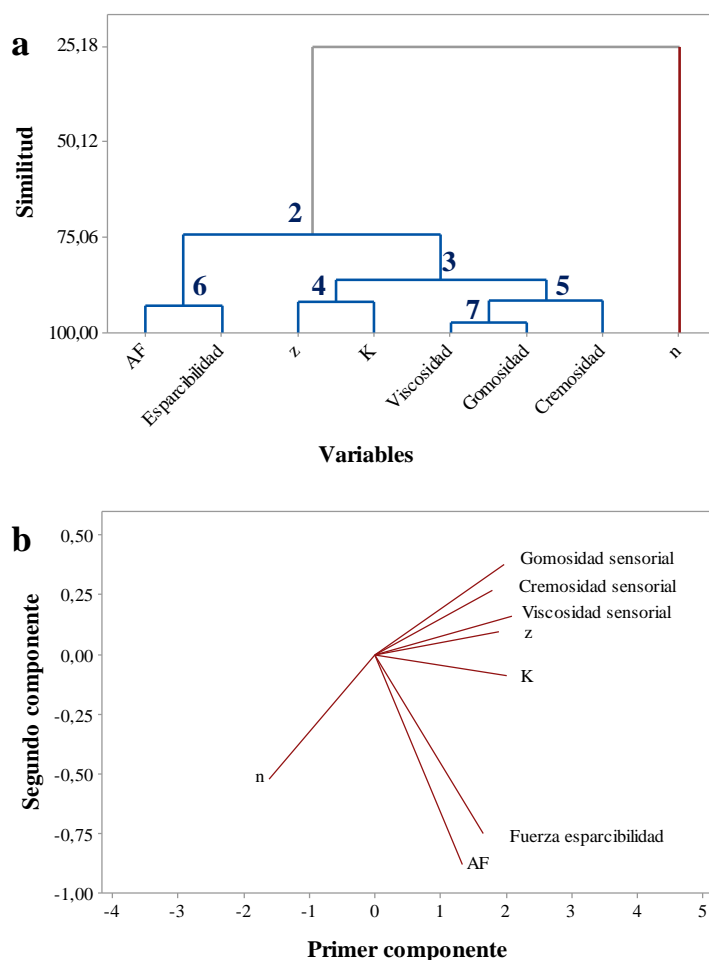 a
Similitud
25,18
50,12
75,06
100,00
2
3
6
4
5
7
AF
Esparcibilidad
z
K
Viscosidad
Gomosidad
Cremosidad
n
Variables
b
Segundo componente
0,50
0,25
0,00
-0,25
-0,50
-0,75
-1,00
Gomosidad sensorial
Cremosidad sensorial
Viscosidad sensorial
z
K
n
Fuerza esparcibilidad
AF
-4 -3 -2 -1 0 1 2 3 4 5
Primer componente